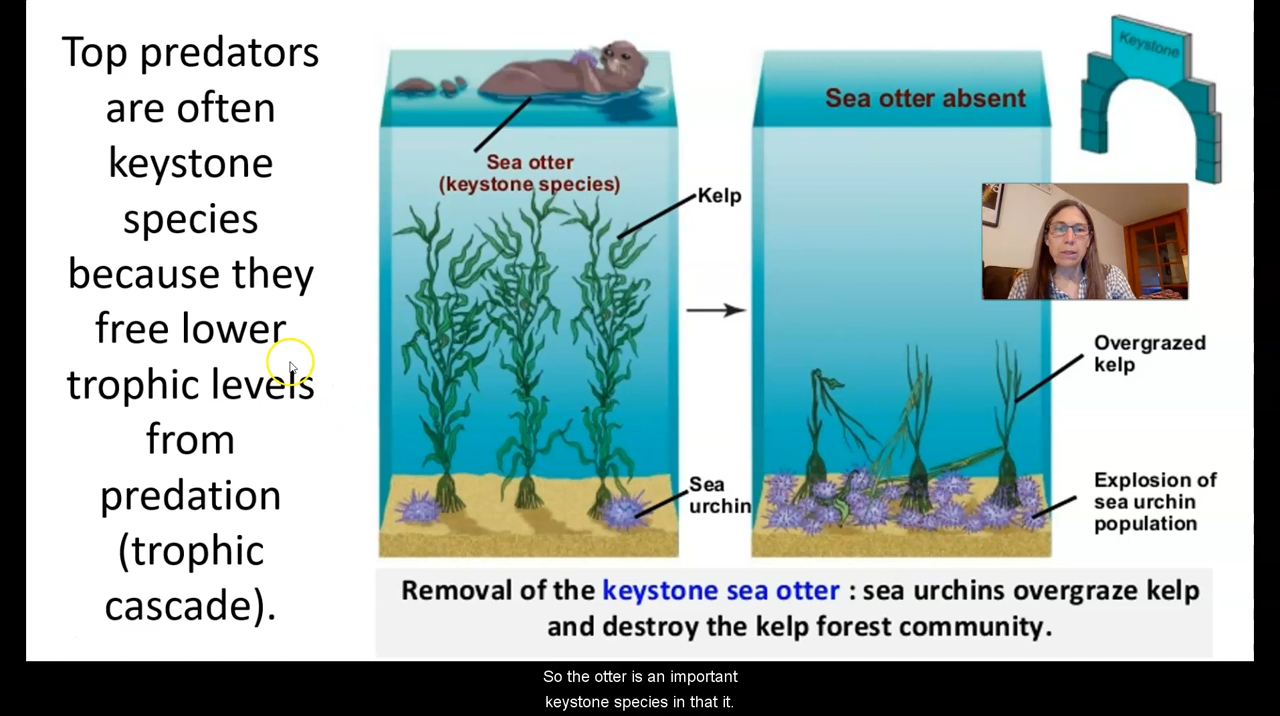 Top predators
are often
keystone
species
because they
free lower
trophic levels
from
predation
(trophic
cascade).
Sea otter
(keystone species)
Kelp
Sea
urchin
Sea otter absent
Keystone
Overgrazed
kelp
Explosion of
sea urchin
population
Removal of the keystone sea otter : sea urchins overgraze kelp
and destroy the kelp forest community.
So the otter is an important
keystone species in that it.